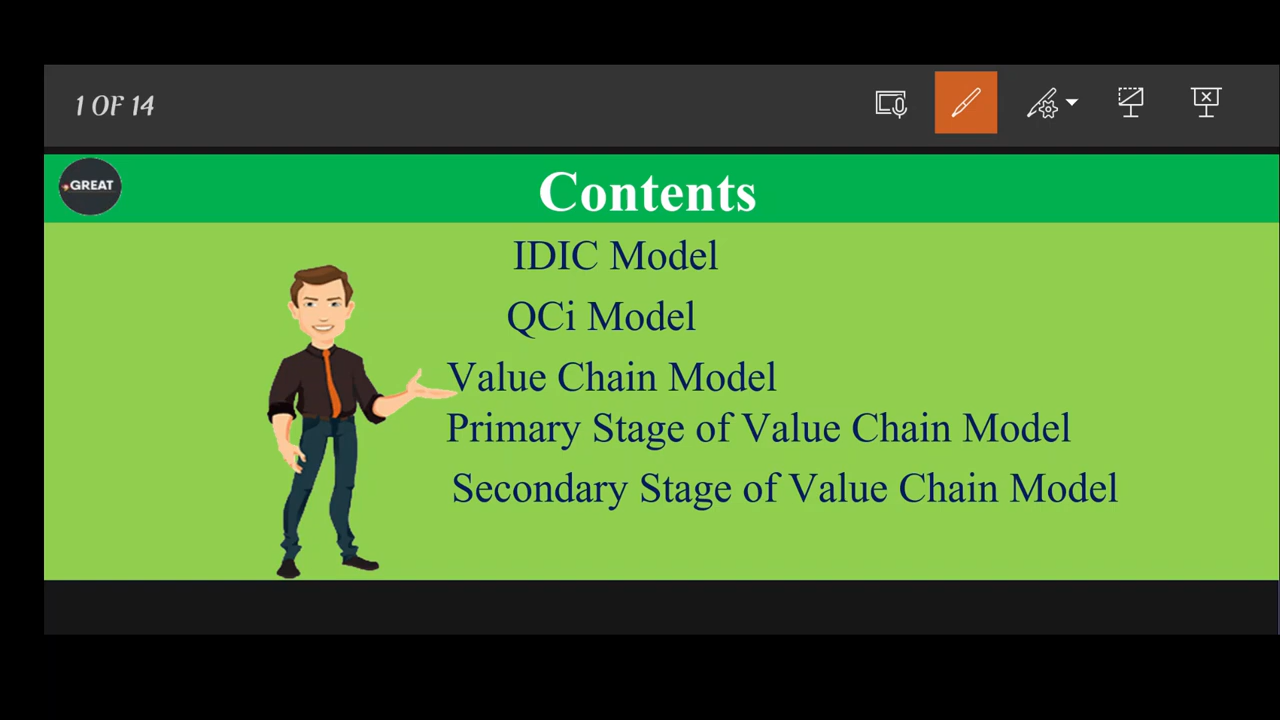 1 OF 14
GREAT
Contents
IDIC Model
QCi Model
Value Chain Model
Primary Stage of Value Chain Model
Secondary Stage of Value Chain Model